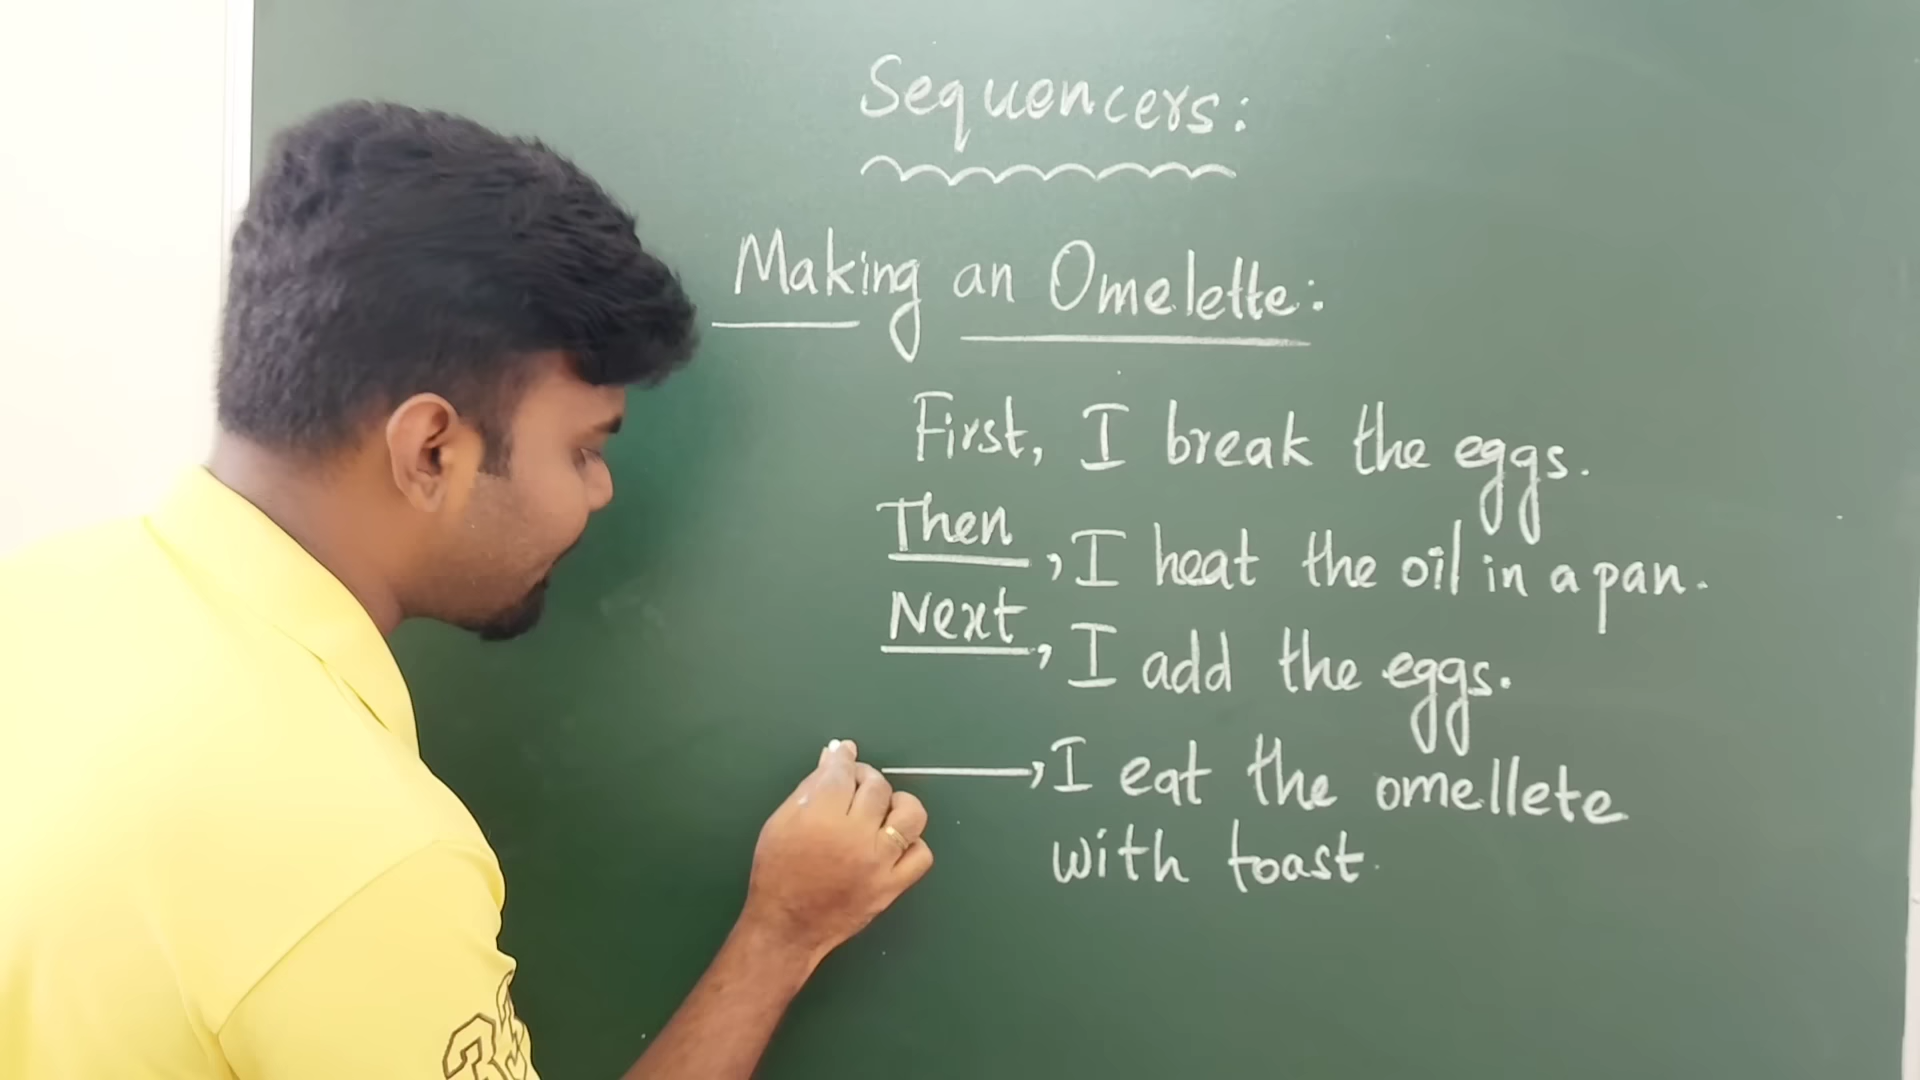 Sequencers:
Making an Omelette:
First, I break the eggs.
Then, I heat the oil in a pan.
Next, I add the eggs.
, I eat the omellete
with toast.